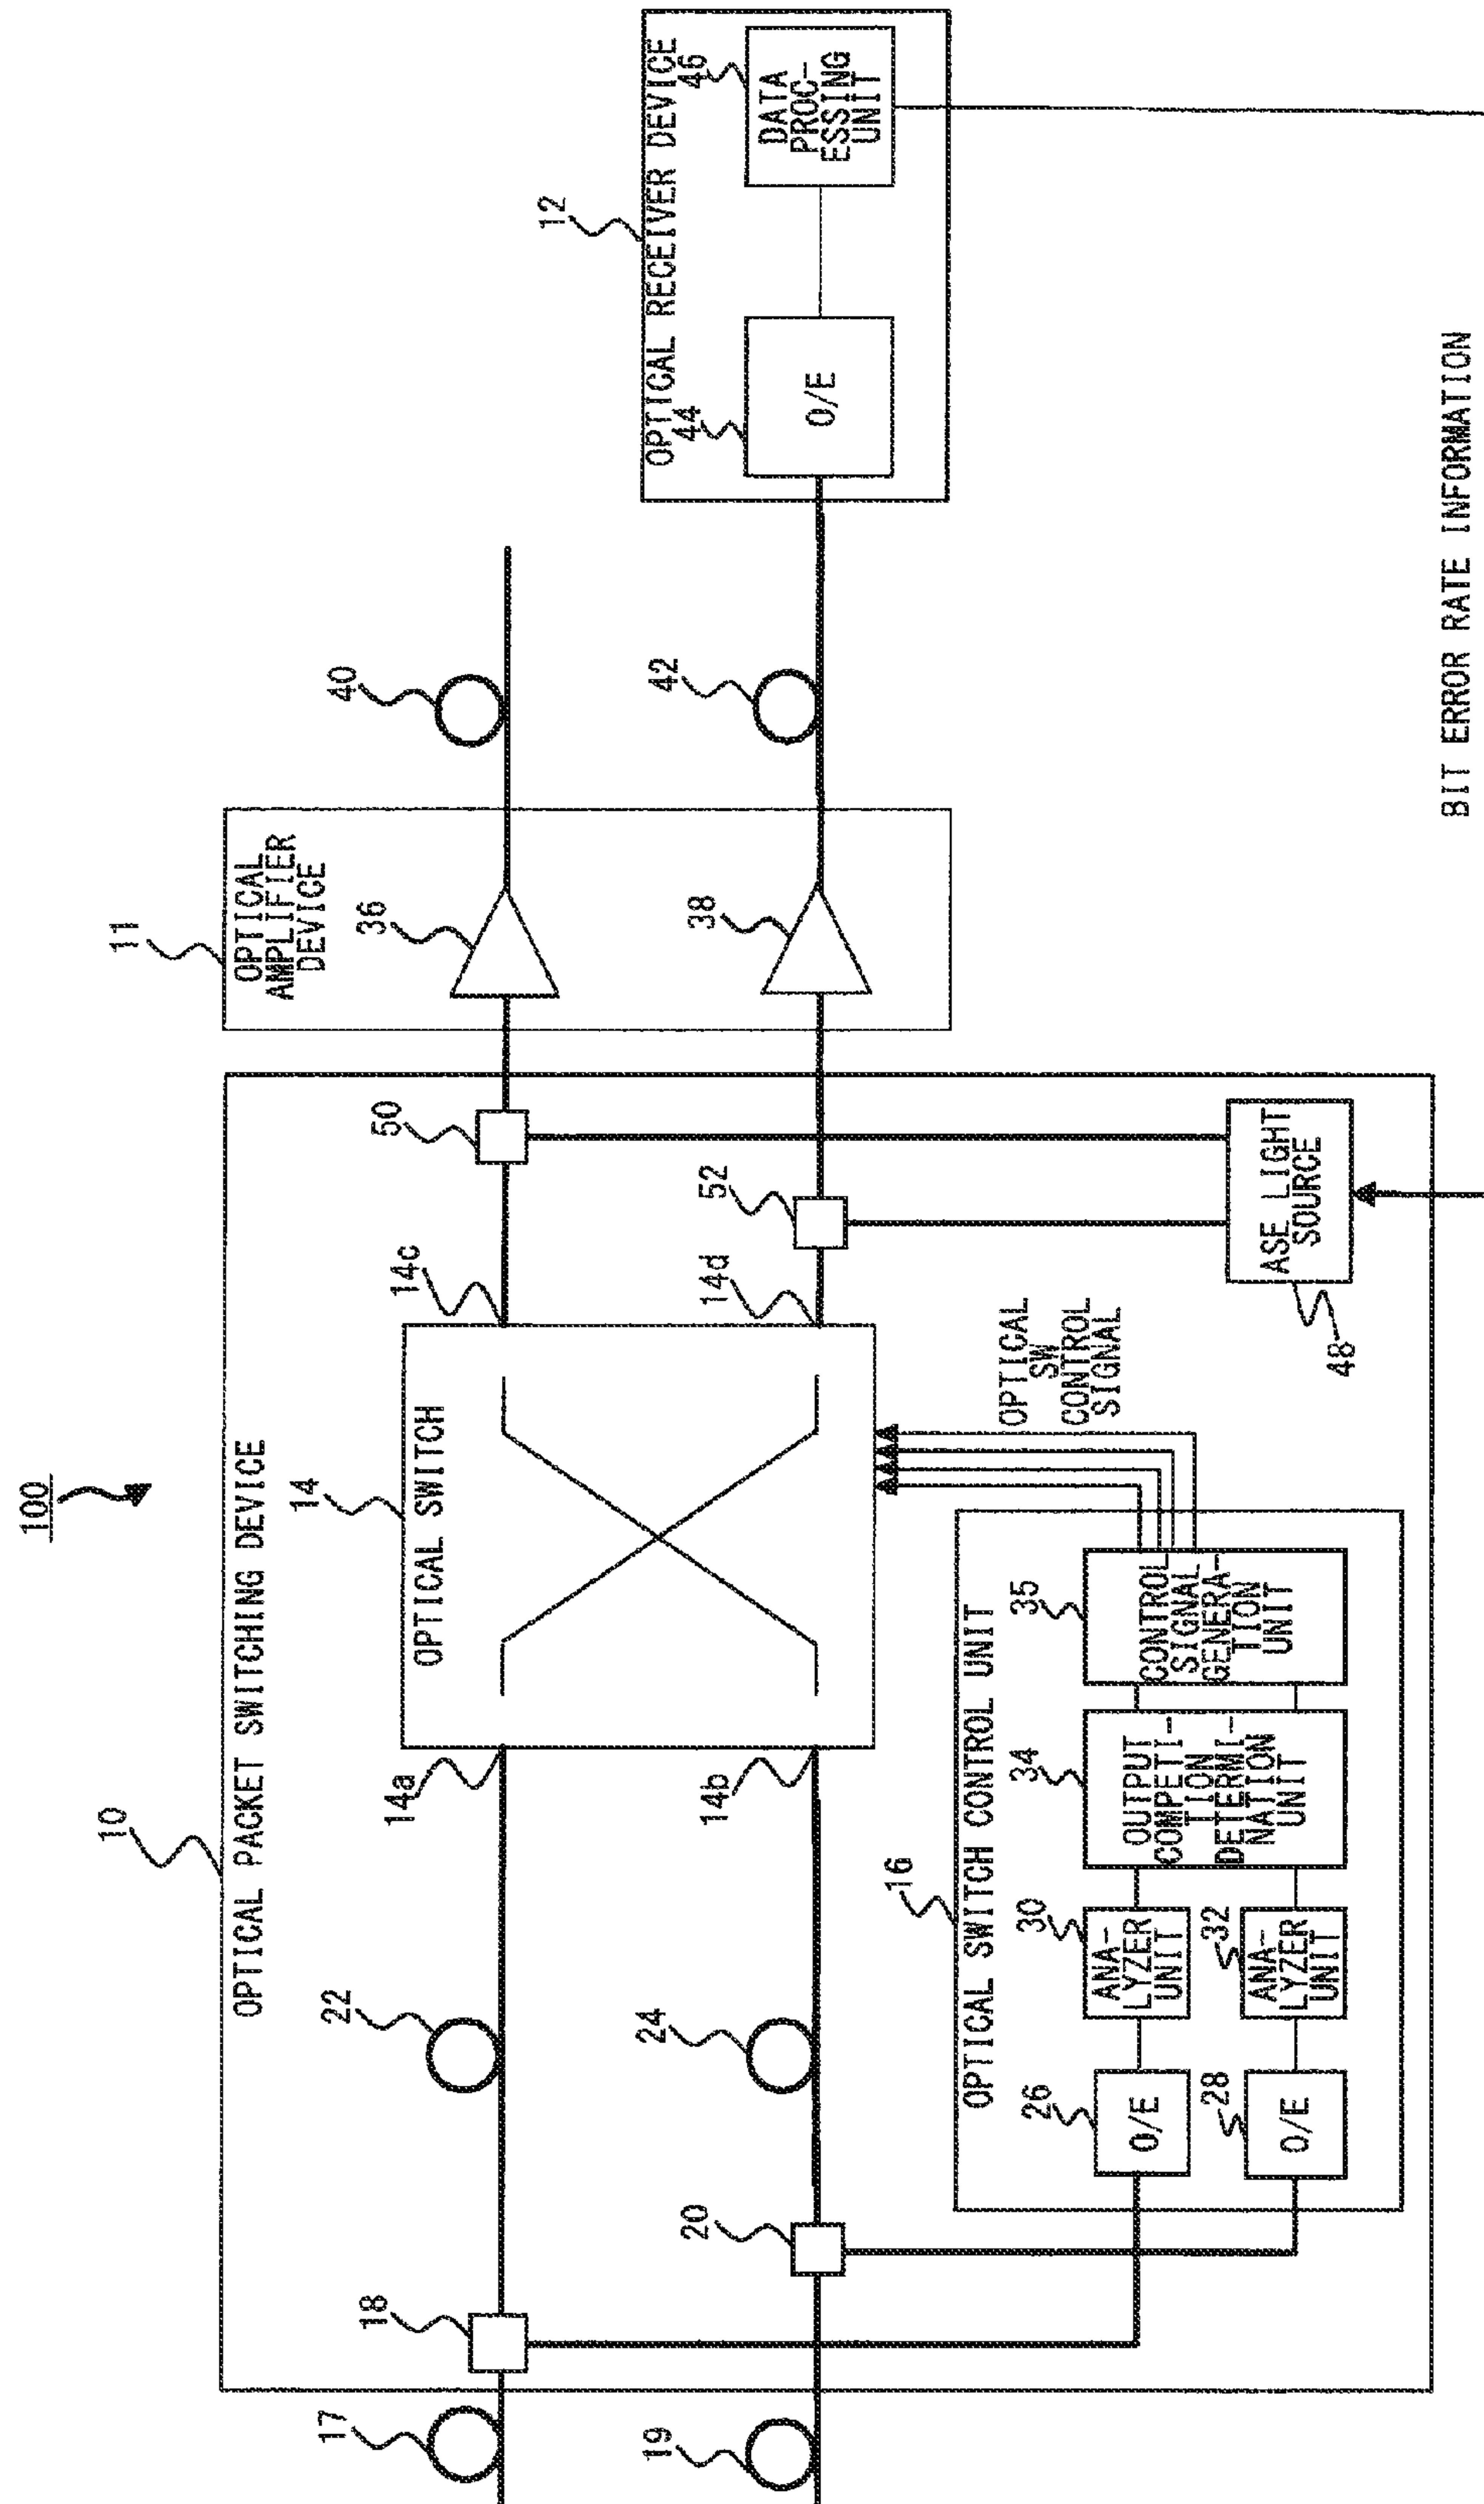 100
10
OPTICAL PACKET SWITCHING DEVICE
17
18
22
14a
14
OPTICAL SWITCH
14c
50
11
OPTICAL
AMPLIFIER
DEVICE
36
40
19
20
24
14b
14d
52
38
42
12
OPTICAL RECEIVER DEVICE
44
O/E
46
DATA
PROC-
ESSING
UNIT
16
OPTICAL SWITCH CONTROL UNIT
26
O/E
30
ANA-
LYZER
UNIT
28
O/E
32
ANA-
LYZER
UNIT
34
OUTPUT
COMPETI-
TION
DETERMI-
NATION
UNIT
35
CONTROL
SIGNAL
GENERA-
TION
UNIT
OPTICAL
SW
CONTROL
SIGNAL
48
ASE LIGHT
SOURCE
BIT ERROR RATE INFORMATION